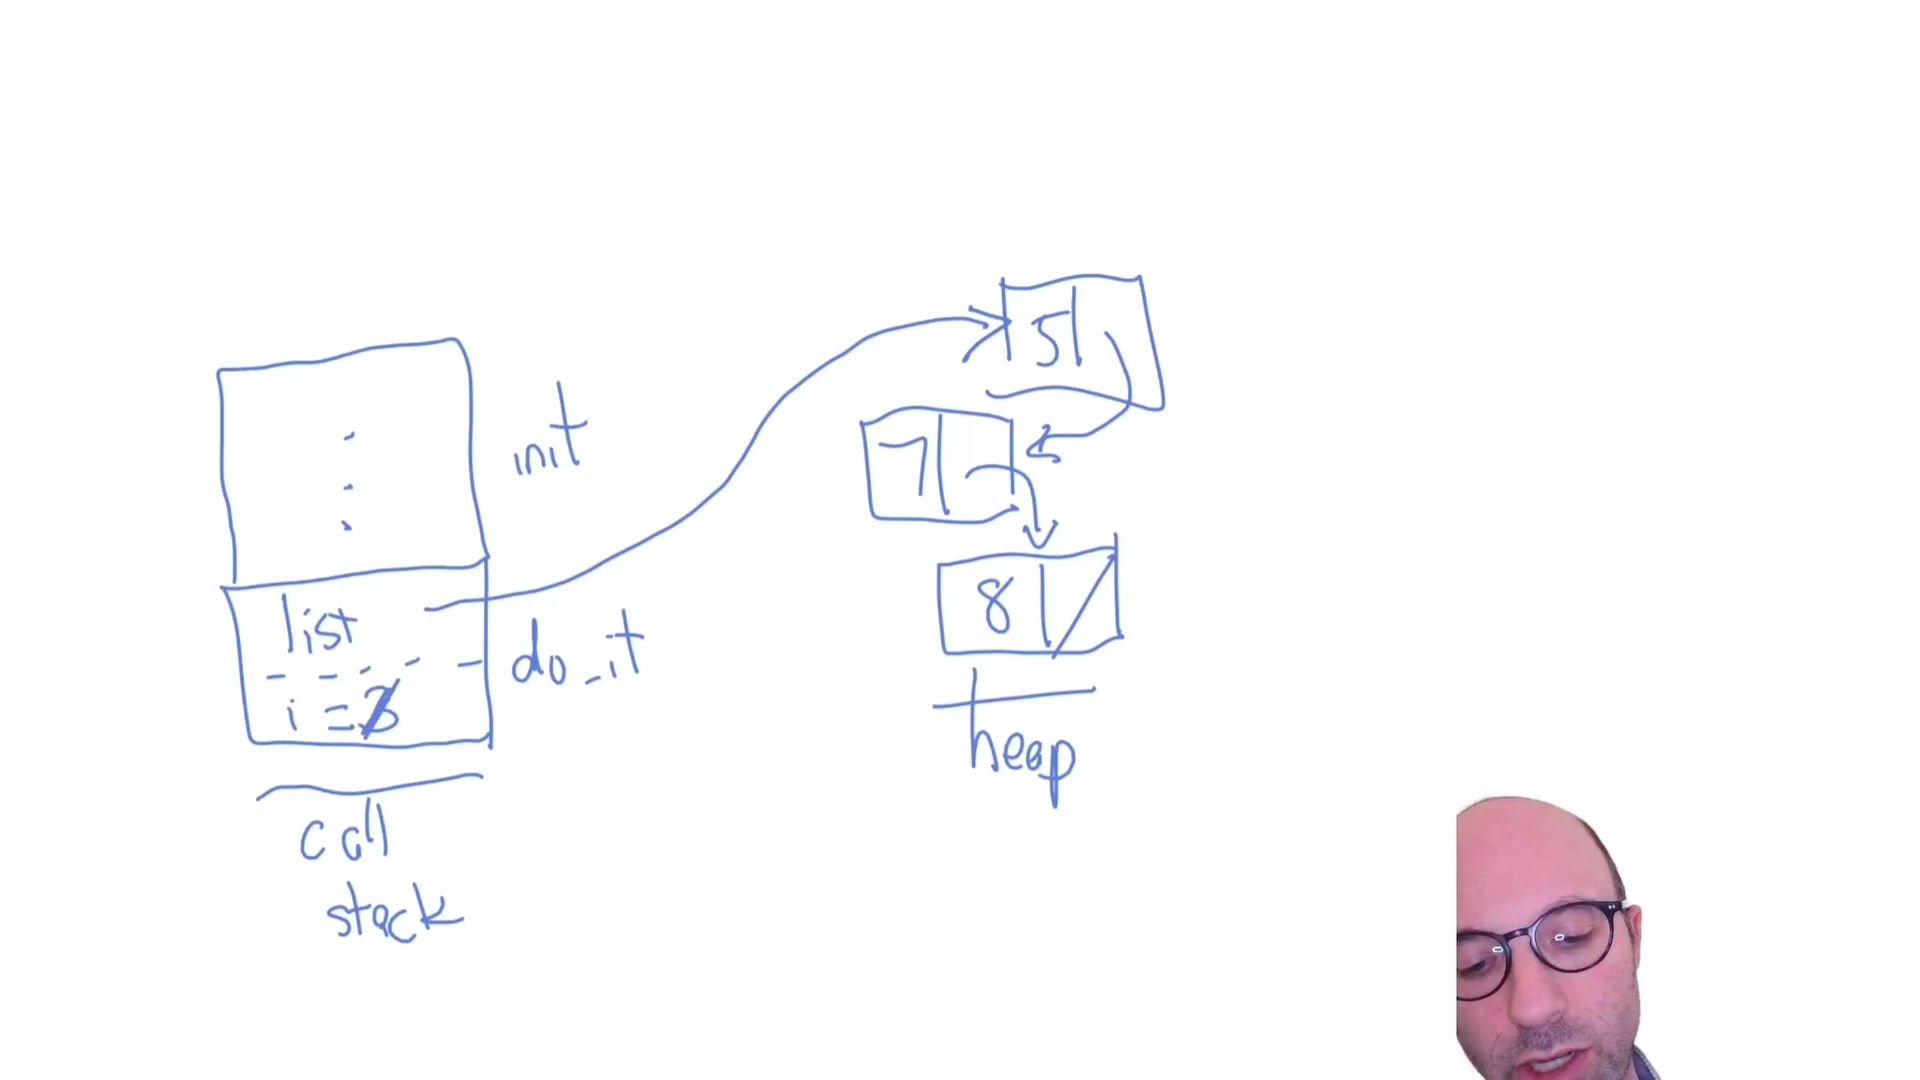 init
list
i = 3
do_it
call
stack
5
7
8
heap